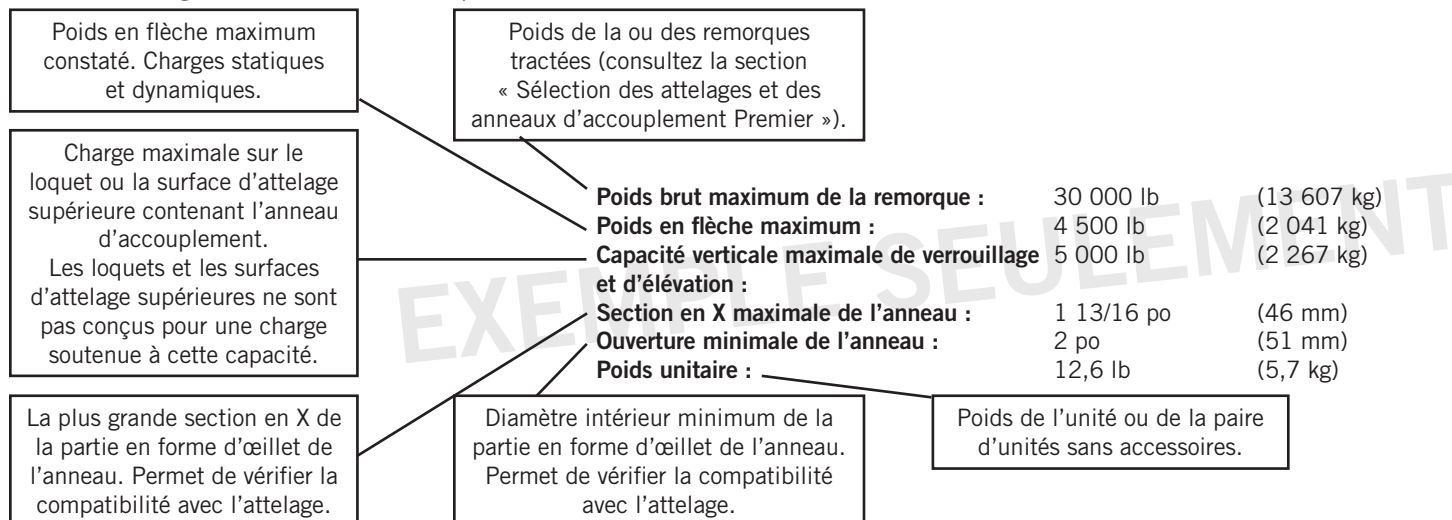 Poids en flèche maximum
constaté. Charges statiques
et dynamiques.
Poids de la ou des remorques
tractées (consultez la section
« Sélection des attelages et des
anneaux d'accouplement Premier »).
Charge maximale sur le
loquet ou la surface d'attelage
supérieure contenant l'anneau
d'accouplement.
Les loquets et les surfaces
d'attelage supérieures ne sont
pas conçus pour une charge
soutenue à cette capacité.
Poids brut maximum de la remorque : 30 000 lb (13 607 kg)
Poids en flèche maximum : 4 500 lb (2 041 kg)
Capacité verticale maximale de verrouillage 5 000 lb (2 267 kg)
et d'élévation :
Section en X maximale de l'anneau : 1 13/16 po (46 mm)
Ouverture minimale de l'anneau : 2 po (51 mm)
Poids unitaire : 12,6 lb (5,7 kg)
EXEMPLE SEULEMENT
La plus grande section en X de
la partie en forme d'œillet de
l'anneau. Permet de vérifier la
compatibilité avec l'attelage.
Diamètre intérieur minimum de la
partie en forme d'œillet de l'anneau.
Permet de vérifier la compatibilité
avec l'attelage.
Poids de l'unité ou de la paire
d'unités sans accessoires.